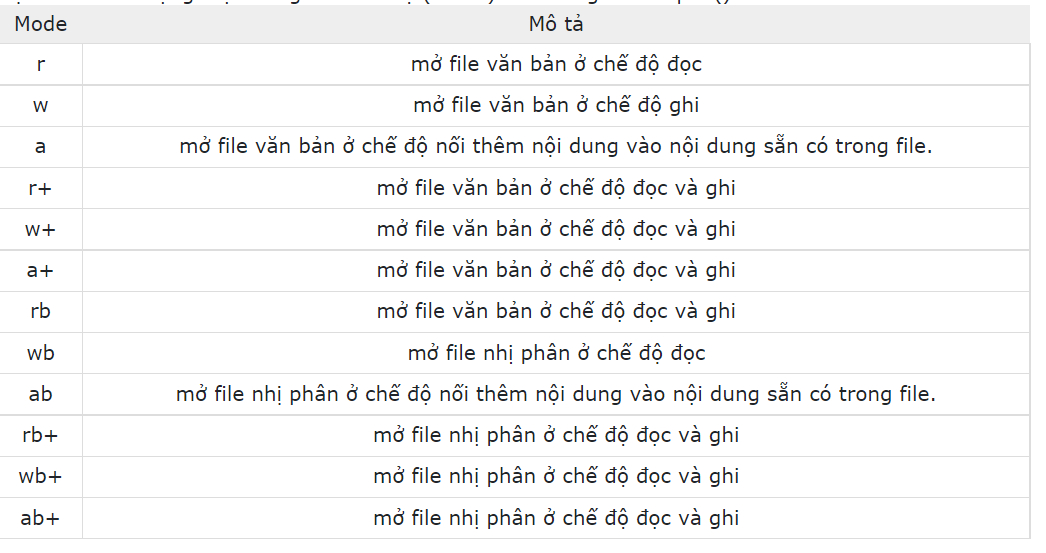 Mode Mô tả
r mở file văn bản ở chế độ đọc
w mở file văn bản ở chế độ ghi
a mở file văn bản ở chế độ nối thêm nội dung vào nội dung sẵn có trong file.
r+ mở file văn bản ở chế độ đọc và ghi
w+ mở file văn bản ở chế độ đọc và ghi
a+ mở file văn bản ở chế độ đọc và ghi
rb mở file văn bản ở chế độ đọc và ghi
wb mở file nhị phân ở chế độ đọc
ab mở file nhị phân ở chế độ nối thêm nội dung vào nội dung sẵn có trong file.
rb+ mở file nhị phân ở chế độ đọc và ghi
wb+ mở file nhị phân ở chế độ đọc và ghi
ab+ mở file nhị phân ở chế độ đọc và ghi